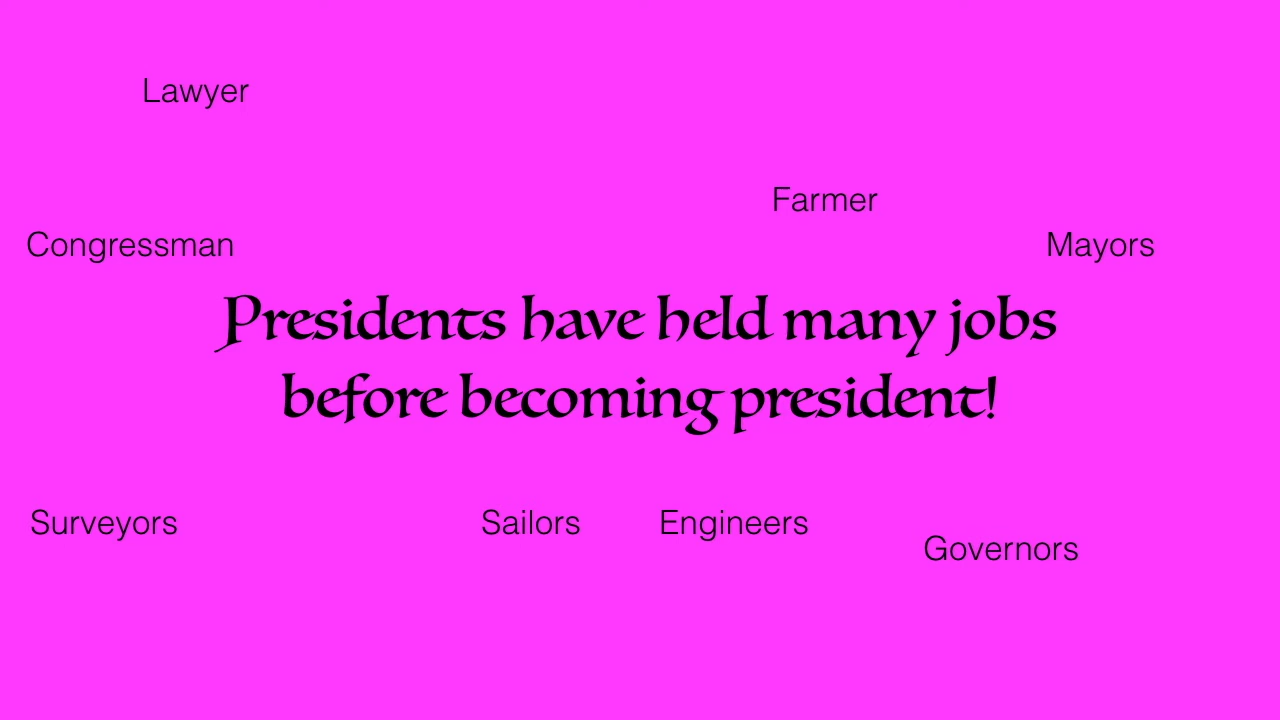 Lawyer
Farmer
Congressman
Mayors
Presidents have held many jobs
before becoming president!
Surveyors
Sailors
Engineers
Governors